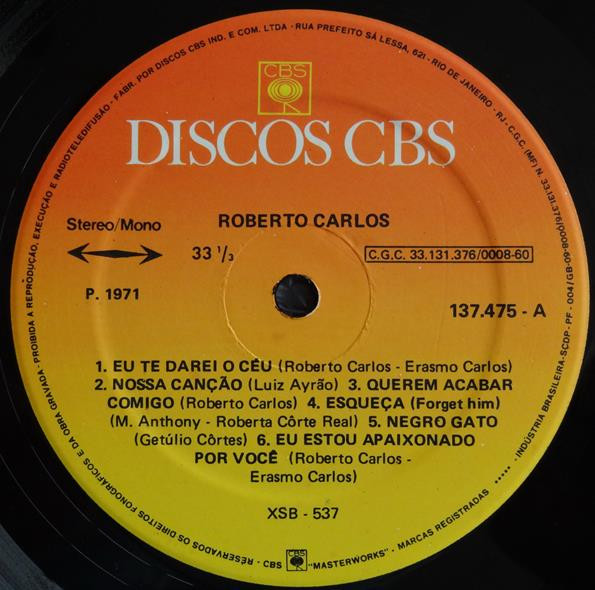 CBS
DISCOS CBS
Stereo/Mono
ROBERTO CARLOS
33 1/3
C.G.C. 33.131.376/0008-60
P. 1971
137.475 - A
1. EU TE DAREI O CÉU (Roberto Carlos - Erasmo Carlos)
2. NOSSA CANÇÃO (Luiz Ayrão) 3. QUEREM ACABAR
COMIGO (Roberto Carlos) 4. ESQUEÇA (Forget him)
(M. Anthony - Roberta Côrte Real) 5. NEGRO GATO
(Getúlio Côrtes) 6. EU ESTOU APAIXONADO
POR VOCÊ (Roberto Carlos -
Erasmo Carlos)
XSB - 537
RESERVADOS OS DIREITOS FONOGRÁFICOS E DA OBRA GRAVADA - PROIBIDA A REPRODUÇÃO, EXECUÇÃO E RADIOTELEDIFUSÃO - FABR. POR DISCOS CBS IND. E COM. LTDA - RUA PREFEITO SÁ LESSA, 621 - RIO DE JANEIRO - RJ - C.G.C. (MF) N. 33.131.376/0008-60 - SCDP - PF - 004/GB - INDÚSTRIA BRASILEIRA
CBS - CBS "MASTERWORKS" - MARCAS REGISTRADAS